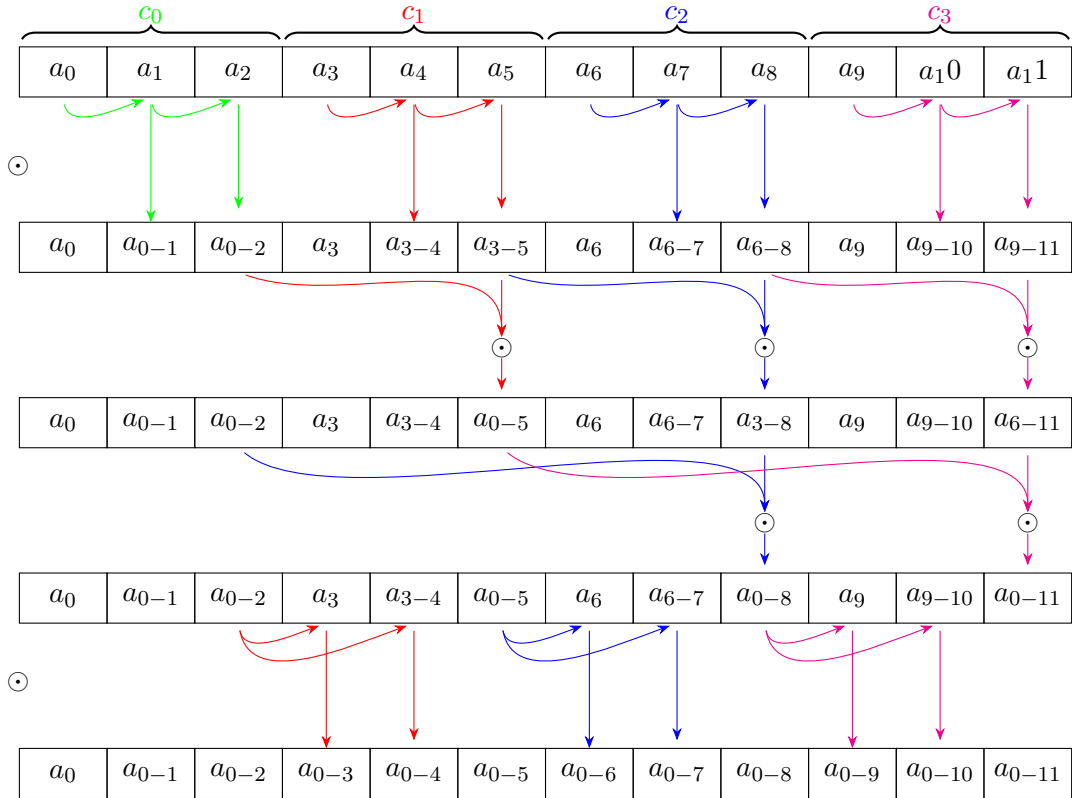 c₀ c₁ c₂ c₃
a₀ a₁ a₂ a₃ a₄ a₅ a₆ a₇ a₈ a₉ a₁0 a₁1
⊙
a₀ a₀₋₁ a₀₋₂ a₃ a₃₋₄ a₃₋₅ a₆ a₆₋₇ a₆₋₈ a₉ a₉₋₁₀ a₉₋₁₁
⊙ ⊙ ⊙
a₀ a₀₋₁ a₀₋₂ a₃ a₃₋₄ a₀₋₅ a₆ a₆₋₇ a₃₋₈ a₉ a₉₋₁₀ a₆₋₁₁
⊙ ⊙
a₀ a₀₋₁ a₀₋₂ a₃ a₃₋₄ a₀₋₅ a₆ a₆₋₇ a₀₋₈ a₉ a₉₋₁₀ a₀₋₁₁
⊙
a₀ a₀₋₁ a₀₋₂ a₀₋₃ a₀₋₄ a₀₋₅ a₀₋₆ a₀₋₇ a₀₋₈ a₀₋₉ a₀₋₁₀ a₀₋₁₁